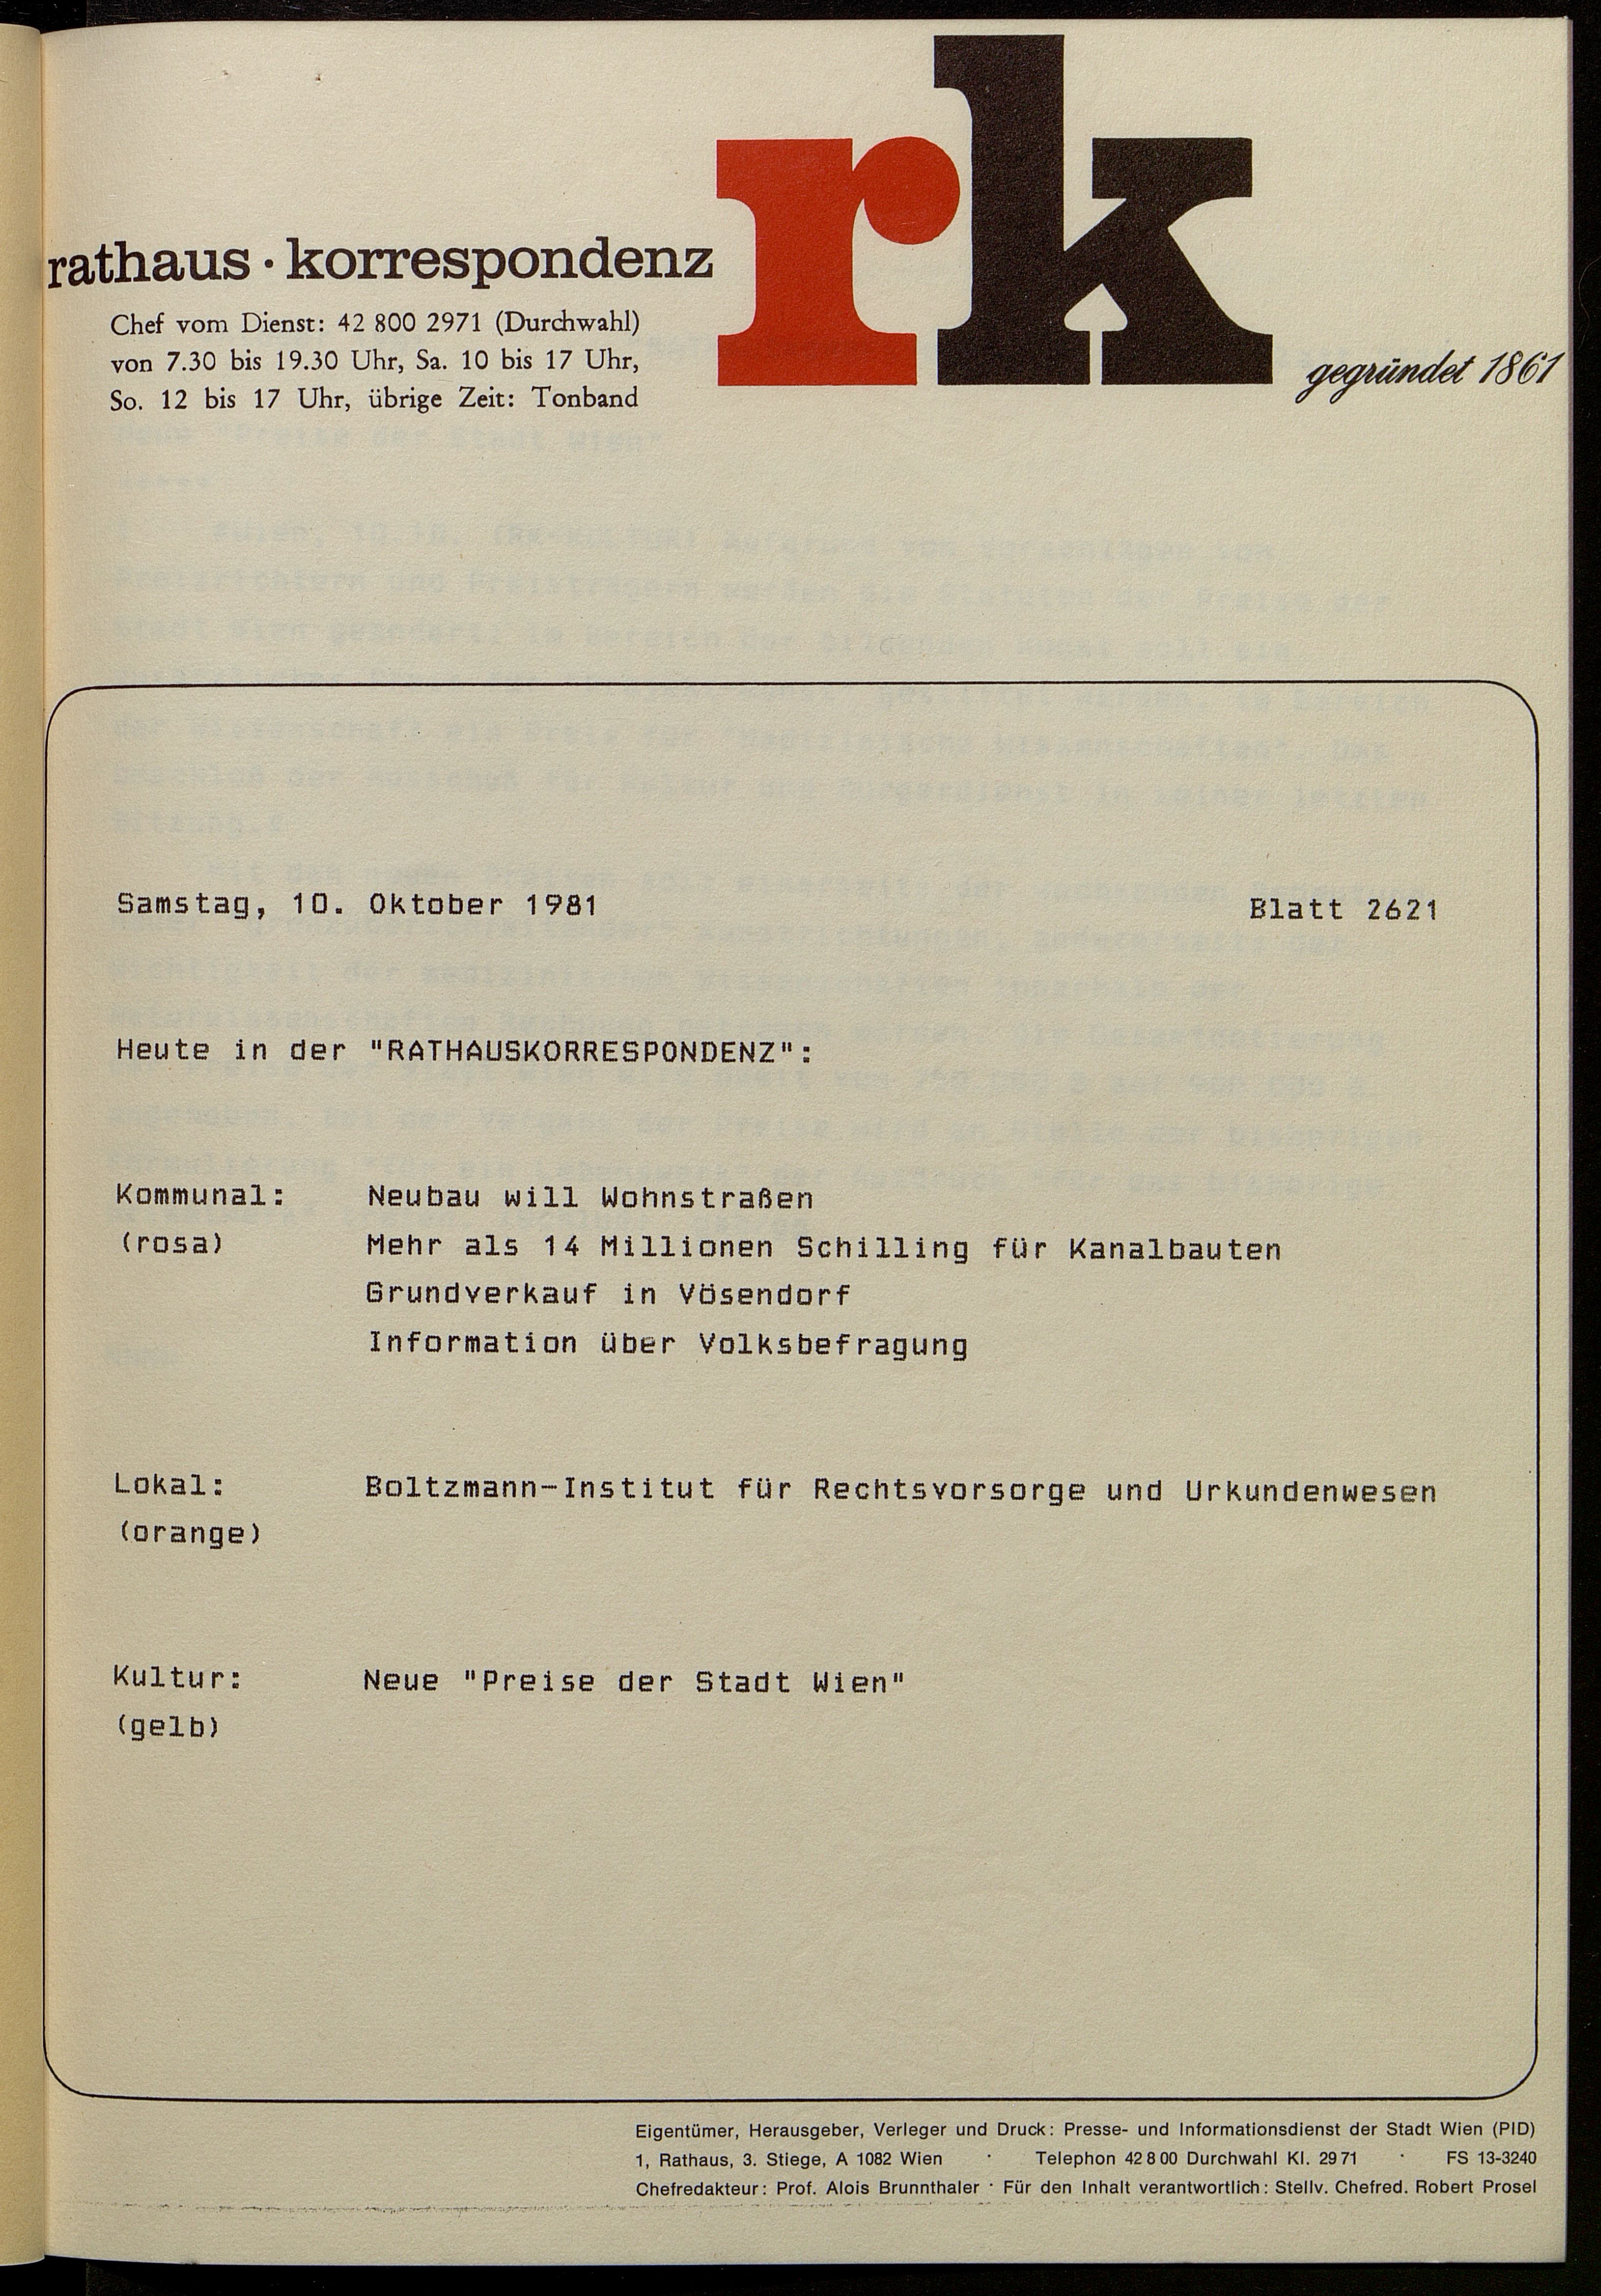 rk
rathaus · korrespondenz
Chef vom Dienst: 42 800 2971 (Durchwahl)
von 7.30 bis 19.30 Uhr, Sa. 10 bis 17 Uhr,
So. 12 bis 17 Uhr, übrige Zeit: Tonband
gegründet 1861
Samstag, 10. Oktober 1981 Blatt 2621
Heute in der "RATHAUSKORRESPONDENZ":
Kommunal: Neubau will Wohnstraßen
(rosa) Mehr als 14 Millionen Schilling für Kanalbauten
Grundverkauf in Vösendorf
Information über Volksbefragung
Lokal: Boltzmann-Institut für Rechtsvorsorge und Urkundenwesen
(orange)
Kultur: Neue "Preise der Stadt Wien"
(gelb)
Eigentümer, Herausgeber, Verleger und Druck: Presse- und Informationsdienst der Stadt Wien (PID)
1, Rathaus, 3. Stiege, A 1082 Wien · Telephon 42 8 00 Durchwahl Kl. 29 71 · FS 13-3240
Chefredakteur: Prof. Alois Brunnthaler · Für den Inhalt verantwortlich: Stellv. Chefred. Robert Prosel